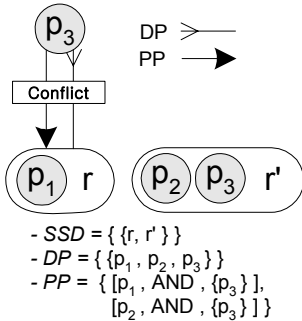 p3
DP
PP
Conflict
p1 r
p2 p3 r'
- SSD = { {r, r' } }
- DP = { {p1 , p2 , p3} }
- PP = { [p1 , AND , {p3} ],
[p2 , AND , {p3} ] }